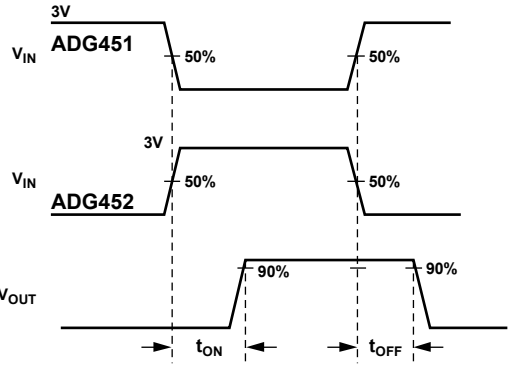 3V
VIN ADG451
50% 50%
3V
VIN
50% 50%
ADG452
90% 90%
VOUT
tON tOFF